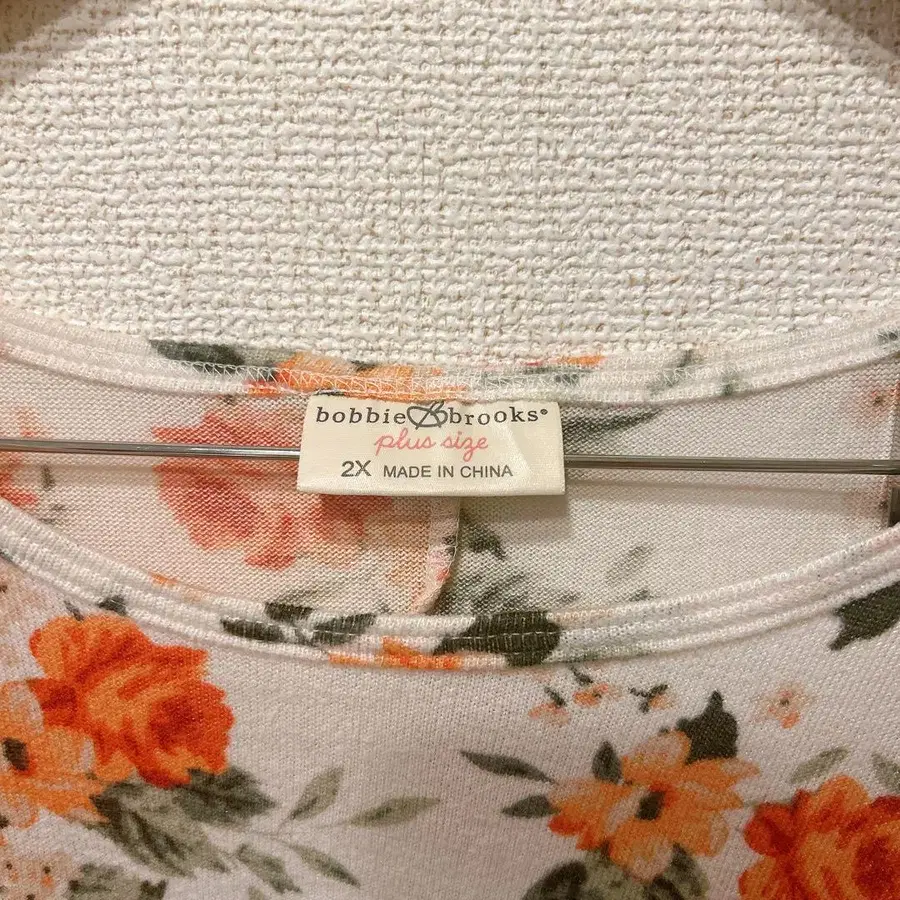 bobbie brooks®
plus size
2X MADE IN CHINA